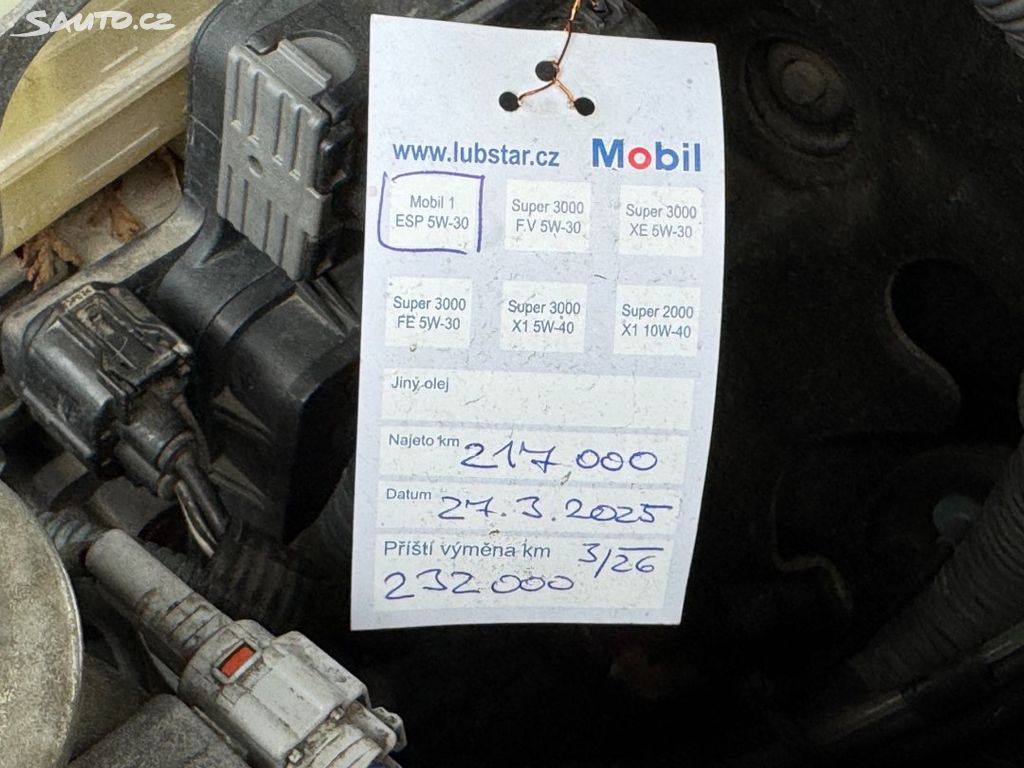 SAUTO.CZ
www.lubstar.cz Mobil
Mobil 1
ESP 5W-30
Super 3000
F.V 5W-30
Super 3000
XE 5W-30
Super 3000
FE 5W-30
Super 3000
X1 5W-40
Super 2000
X1 10W-40
Jiný olej
Najeto km 217 000
Datum 27.3.2025
Příští výměna km 3/26
232 000